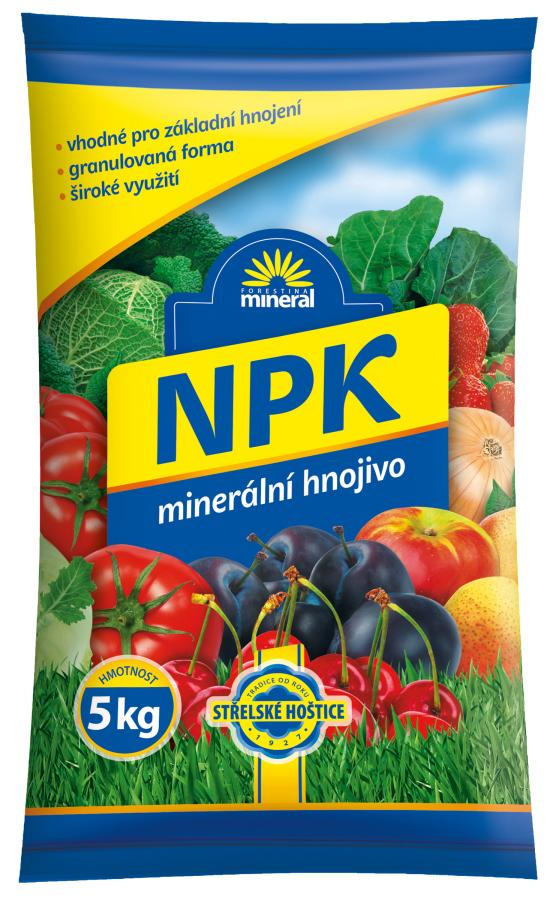 • vhodné pro základní hnojení
• granulovaná forma
• široké využití
FORESTINA
mineral
NPK
minerální hnojivo
HMOTNOST
5 kg
TRADICE OD ROKU
STŘELSKÉ HOŠTICE
• 1927 •